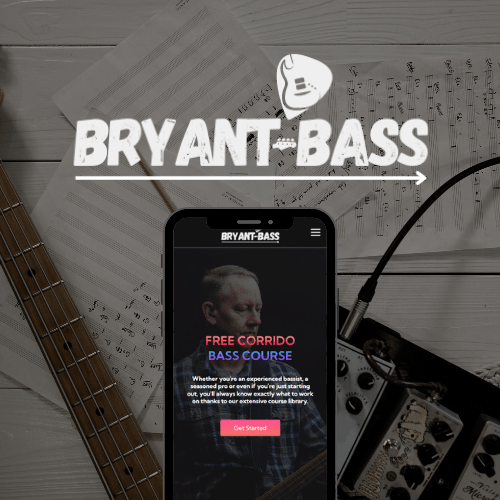 BRYANT-BASS
BRYANT-BASS
FREE CORRIDO
BASS COURSE
Whether you're an experienced bassist, a
seasoned pro or even if you're just starting
out, you'll always know exactly what to work
on thanks to our extensive course library.
Get Started